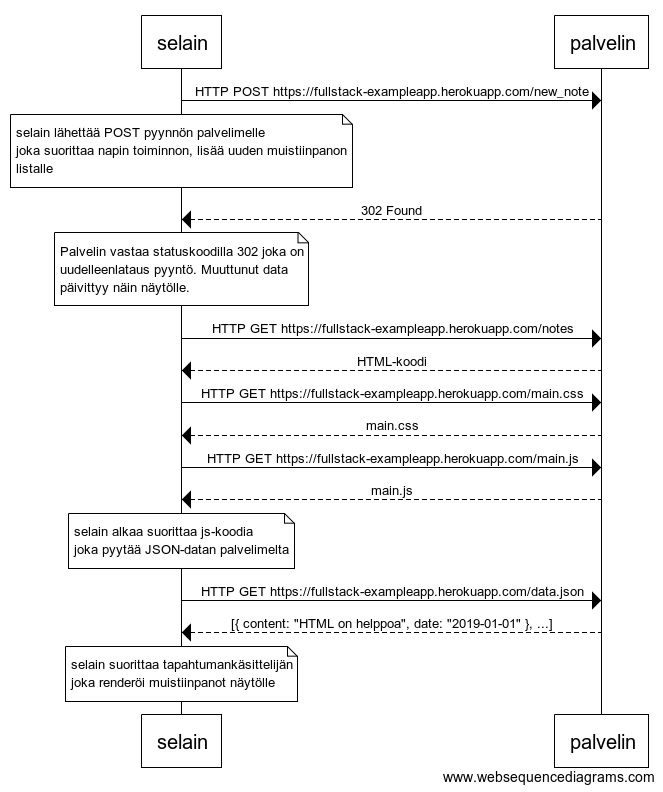 selain
palvelin
HTTP POST https://fullstack-exampleapp.herokuapp.com/new_note
selain lähettää POST pyynnön palvelimelle
joka suorittaa napin toiminnon, lisää uuden muistiinpanon
listalle
302 Found
Palvelin vastaa statuskoodilla 302 joka on
uudelleenlataus pyyntö. Muuttunut data
päivittyy näin näytölle.
HTTP GET https://fullstack-exampleapp.herokuapp.com/notes
HTML-koodi
HTTP GET https://fullstack-exampleapp.herokuapp.com/main.css
main.css
HTTP GET https://fullstack-exampleapp.herokuapp.com/main.js
main.js
selain alkaa suorittaa js-koodia
joka pyytää JSON-datan palvelimelta
HTTP GET https://fullstack-exampleapp.herokuapp.com/data.json
[{ content: "HTML on helppoa", date: "2019-01-01" }, ...]
selain suorittaa tapahtumankäsittelijän
joka renderöi muistiinpanot näytölle
selain
palvelin
www.websequencediagrams.com